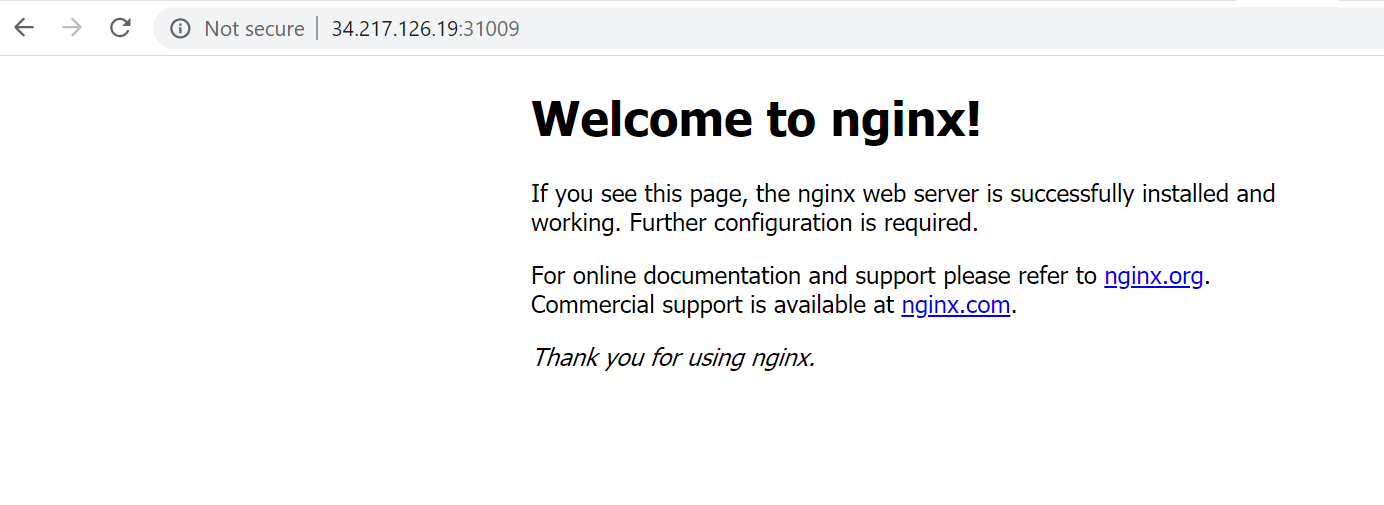 Not secure 34.217.126.19:31009
Welcome to nginx!
If you see this page, the nginx web server is successfully installed and
working. Further configuration is required.
For online documentation and support please refer to nginx.org.
Commercial support is available at nginx.com.
Thank you for using nginx.